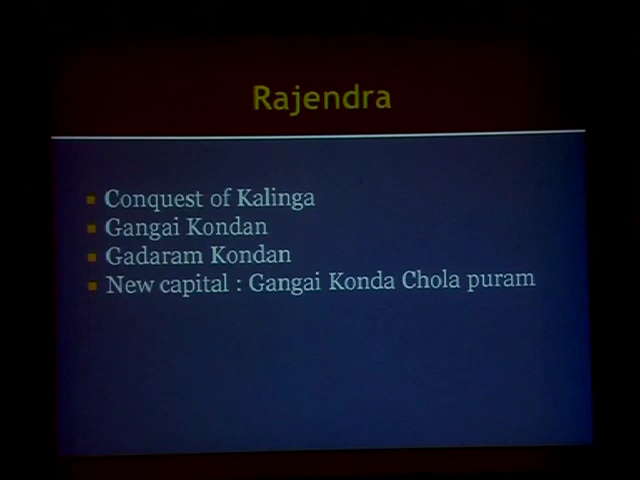 Rajendra
Conquest of Kalinga
Gangai Kondan
Gadaram Kondan
New capital : Gangai Konda Chola puram